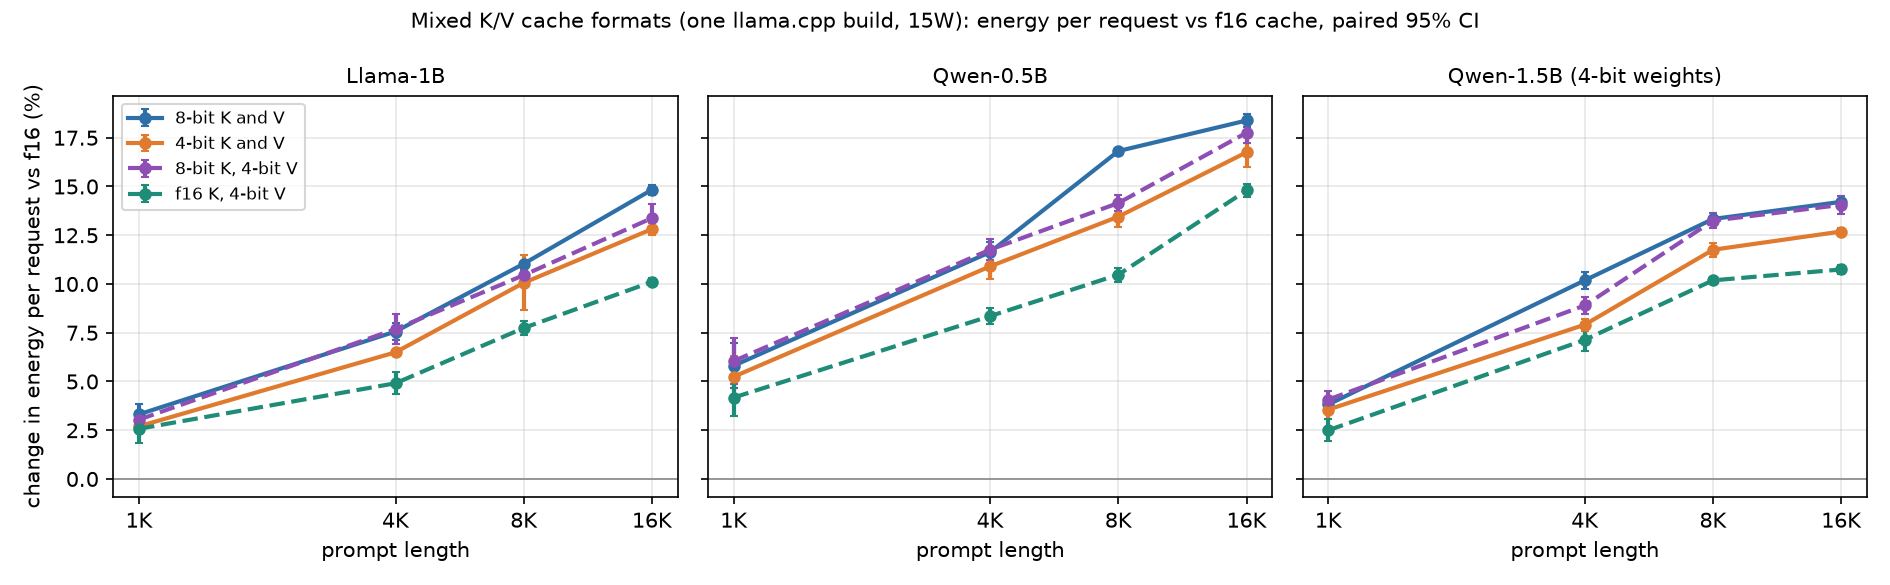 Mixed K/V cache formats (one llama.cpp build, 15W): energy per request vs f16 cache, paired 95% CI
Llama-1B
Qwen-0.5B
Qwen-1.5B (4-bit weights)
change in energy per request vs f16 (%)
17.5
15.0
12.5
10.0
7.5
5.0
2.5
0.0
8-bit K and V
4-bit K and V
8-bit K, 4-bit V
f16 K, 4-bit V
1K 4K 8K 16K
1K 4K 8K 16K
1K 4K 8K 16K
prompt length
prompt length
prompt length